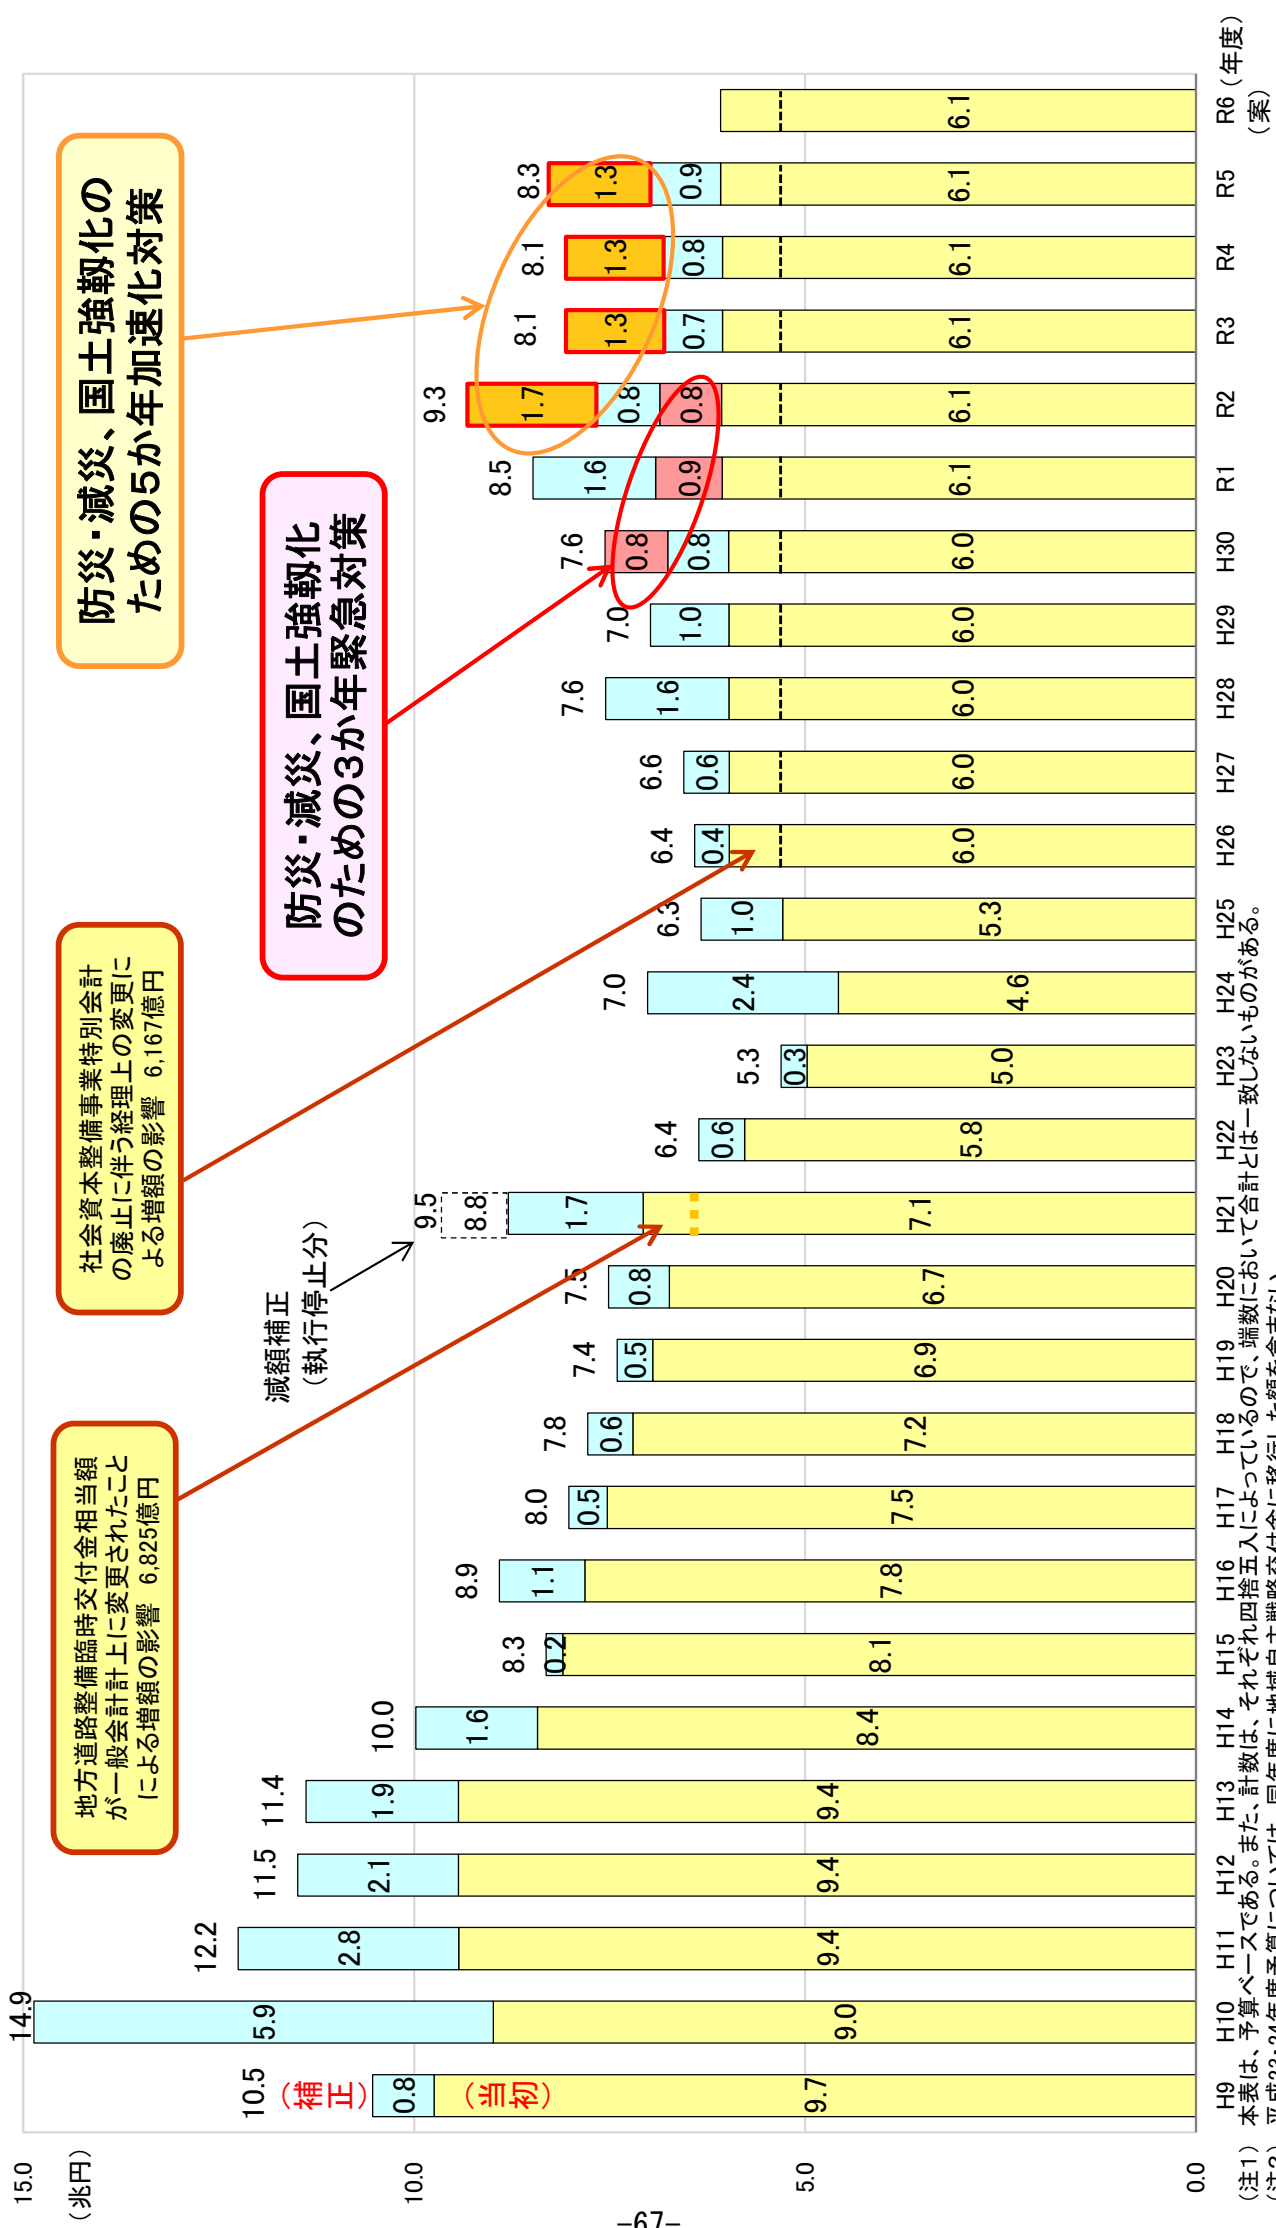 15.0
(兆円)
10.0
5.0
0.0
地方道路整備臨時交付金相当額
が一般会計計上に変更されたこと
による増額の影響 6,825億円
社会資本整備事業特別会計
の廃止に伴う経理上の変更に
よる増額の影響 6,167億円
防災・減災、国土強靱化
のための3か年緊急対策
防災・減災、国土強靱化の
ための5か年加速化対策
減額補正
(執行停止分)
10.5
(補正)
0.8
(当初)
9.7
H9
14.9
5.9
9.0
H10
12.2
2.8
9.4
H11
11.5
2.1
9.4
H12
11.4
1.9
9.4
H13
10.0
1.6
8.4
H14
8.3
0.2
8.1
H15
8.9
1.1
7.8
H16
8.0
0.5
7.5
H17
7.8
0.6
7.2
H18
7.4
0.5
6.9
H19
7.5
0.8
6.7
H20
9.5
8.8
1.7
7.1
H21
6.4
0.6
5.8
H22
5.3
0.3
5.0
H23
7.0
2.4
4.6
H24
6.3
1.0
5.3
H25
6.4
0.4
6.0
H26
6.6
0.6
6.0
H27
7.6
1.6
6.0
H28
7.0
1.0
6.0
H29
7.6
0.8
0.8
6.0
H30
8.5
1.6
0.9
6.1
R1
9.3
1.7
0.8
0.8
6.1
R2
8.1
1.3
0.7
6.1
R3
8.1
1.3
0.8
6.1
R4
8.3
1.3
0.9
6.1
R5
6.1
R6
(案)
(年度)
(注1) 本表は、予算ベースである。また、計数は、それぞれ四捨五入によっているので、端数において合計とは一致しないものがある。
-67-